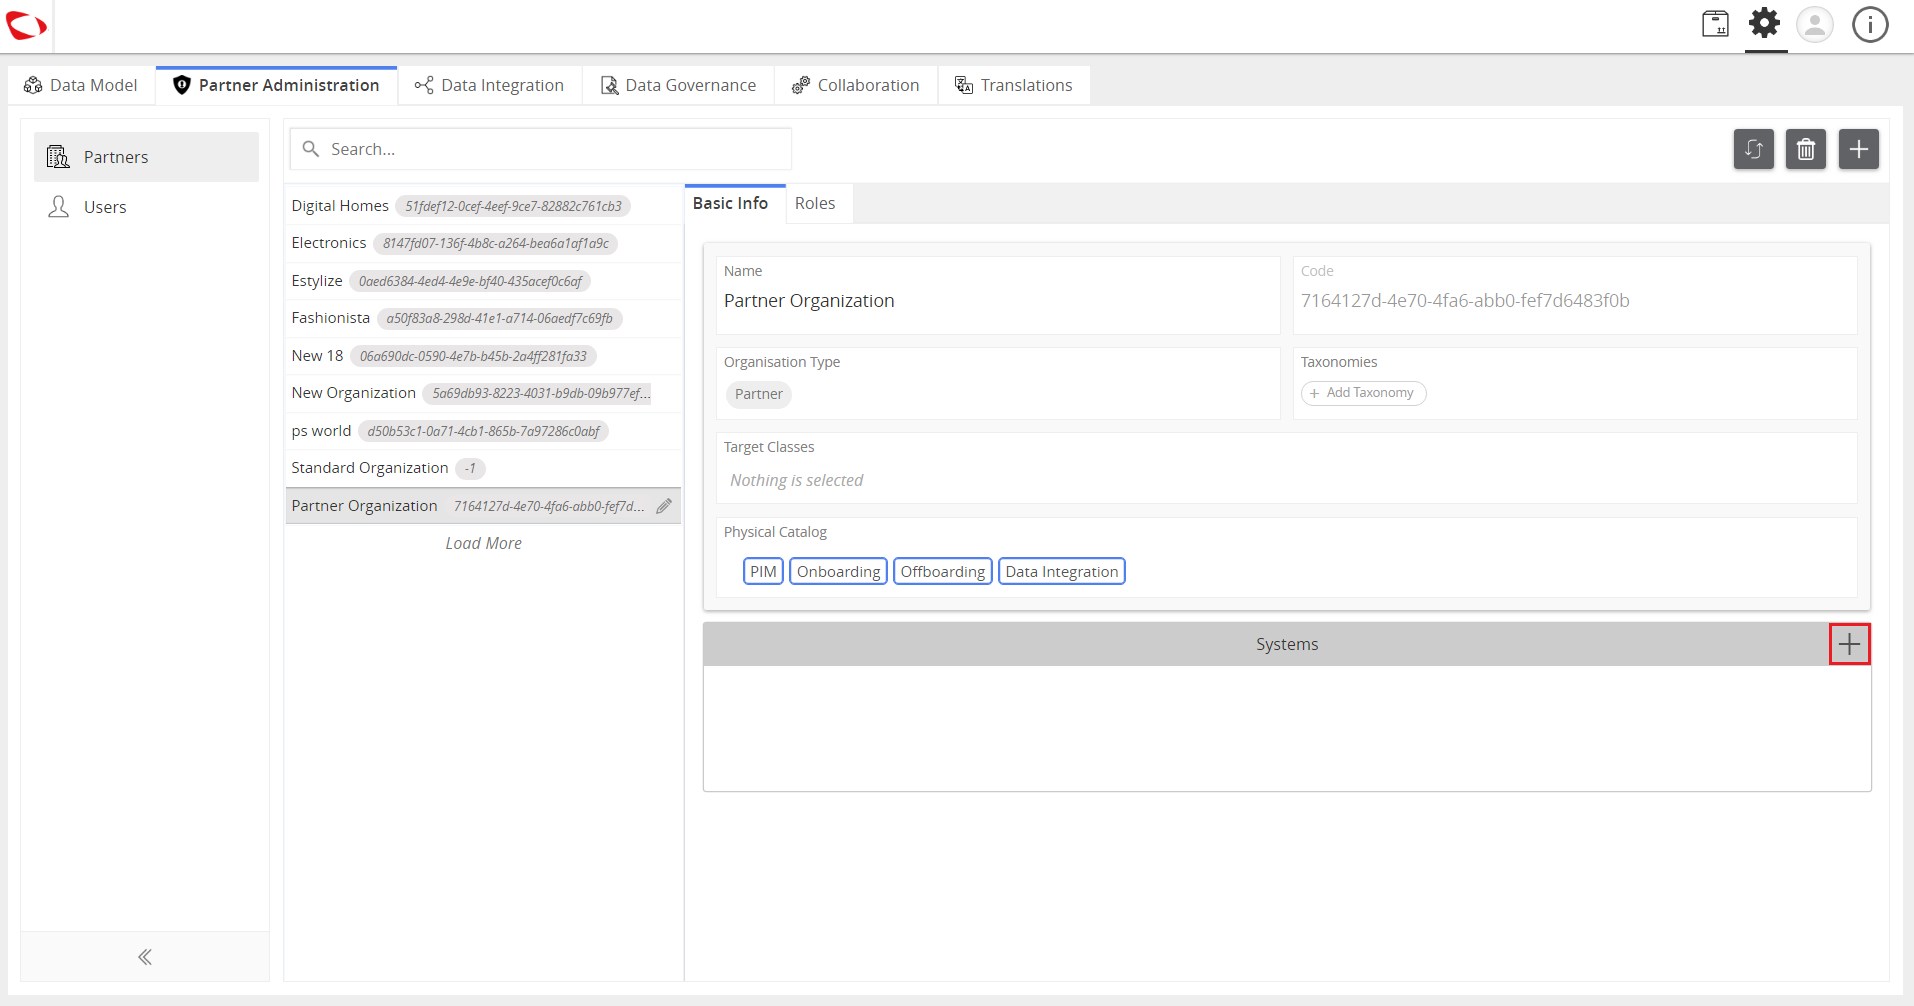 Data Model
Partner Administration
Data Integration
Data Governance
Collaboration
Translations
Partners
Users
Search...
Digital Homes 51fdef12-0cef-4eef-9ce7-82882c761cb3
Electronics 8147fd07-136f-4b8c-a264-bea6a1af1a9c
Estylize 0aed6384-4ed4-4e9e-bf40-435acef0c6af
Fashionista a50f83a8-298d-41e1-a714-06aedf7c69fb
New 18 06a690dc-0590-4e7b-b45b-2a4ff281fa33
New Organization 5a69db93-8223-4031-b9db-09b977ef...
ps world d50b53c1-0a71-4cb1-865b-7a97286c0abf
Standard Organization -1
Partner Organization 7164127d-4e70-4fa6-abb0-fef7d...
Load More
Basic Info
Roles
Name
Partner Organization
Code
7164127d-4e70-4fa6-abb0-fef7d6483f0b
Organisation Type
Partner
Taxonomies
+ Add Taxonomy
Target Classes
Nothing is selected
Physical Catalog
PIM Onboarding Offboarding Data Integration
Systems